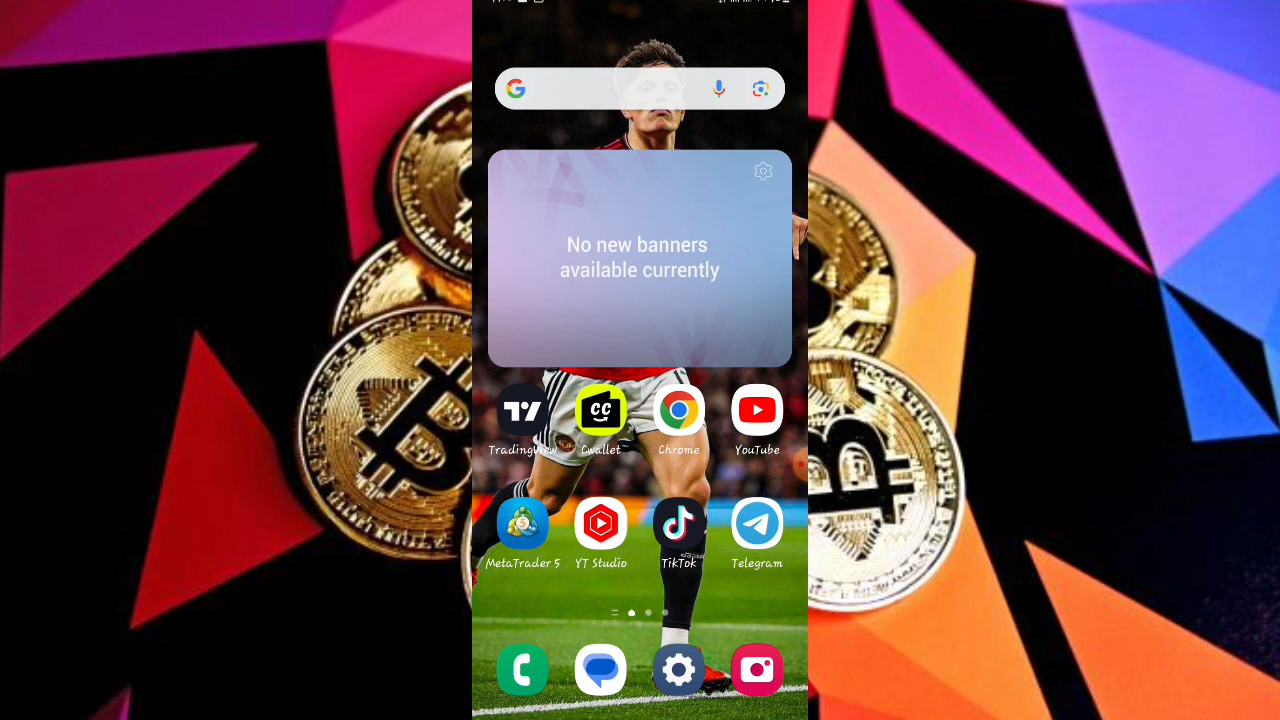 No new banners
available currently
TradingView
Cwallet
Chrome
YouTube
MetaTrader 5
YT Studio
TikTok
Telegram